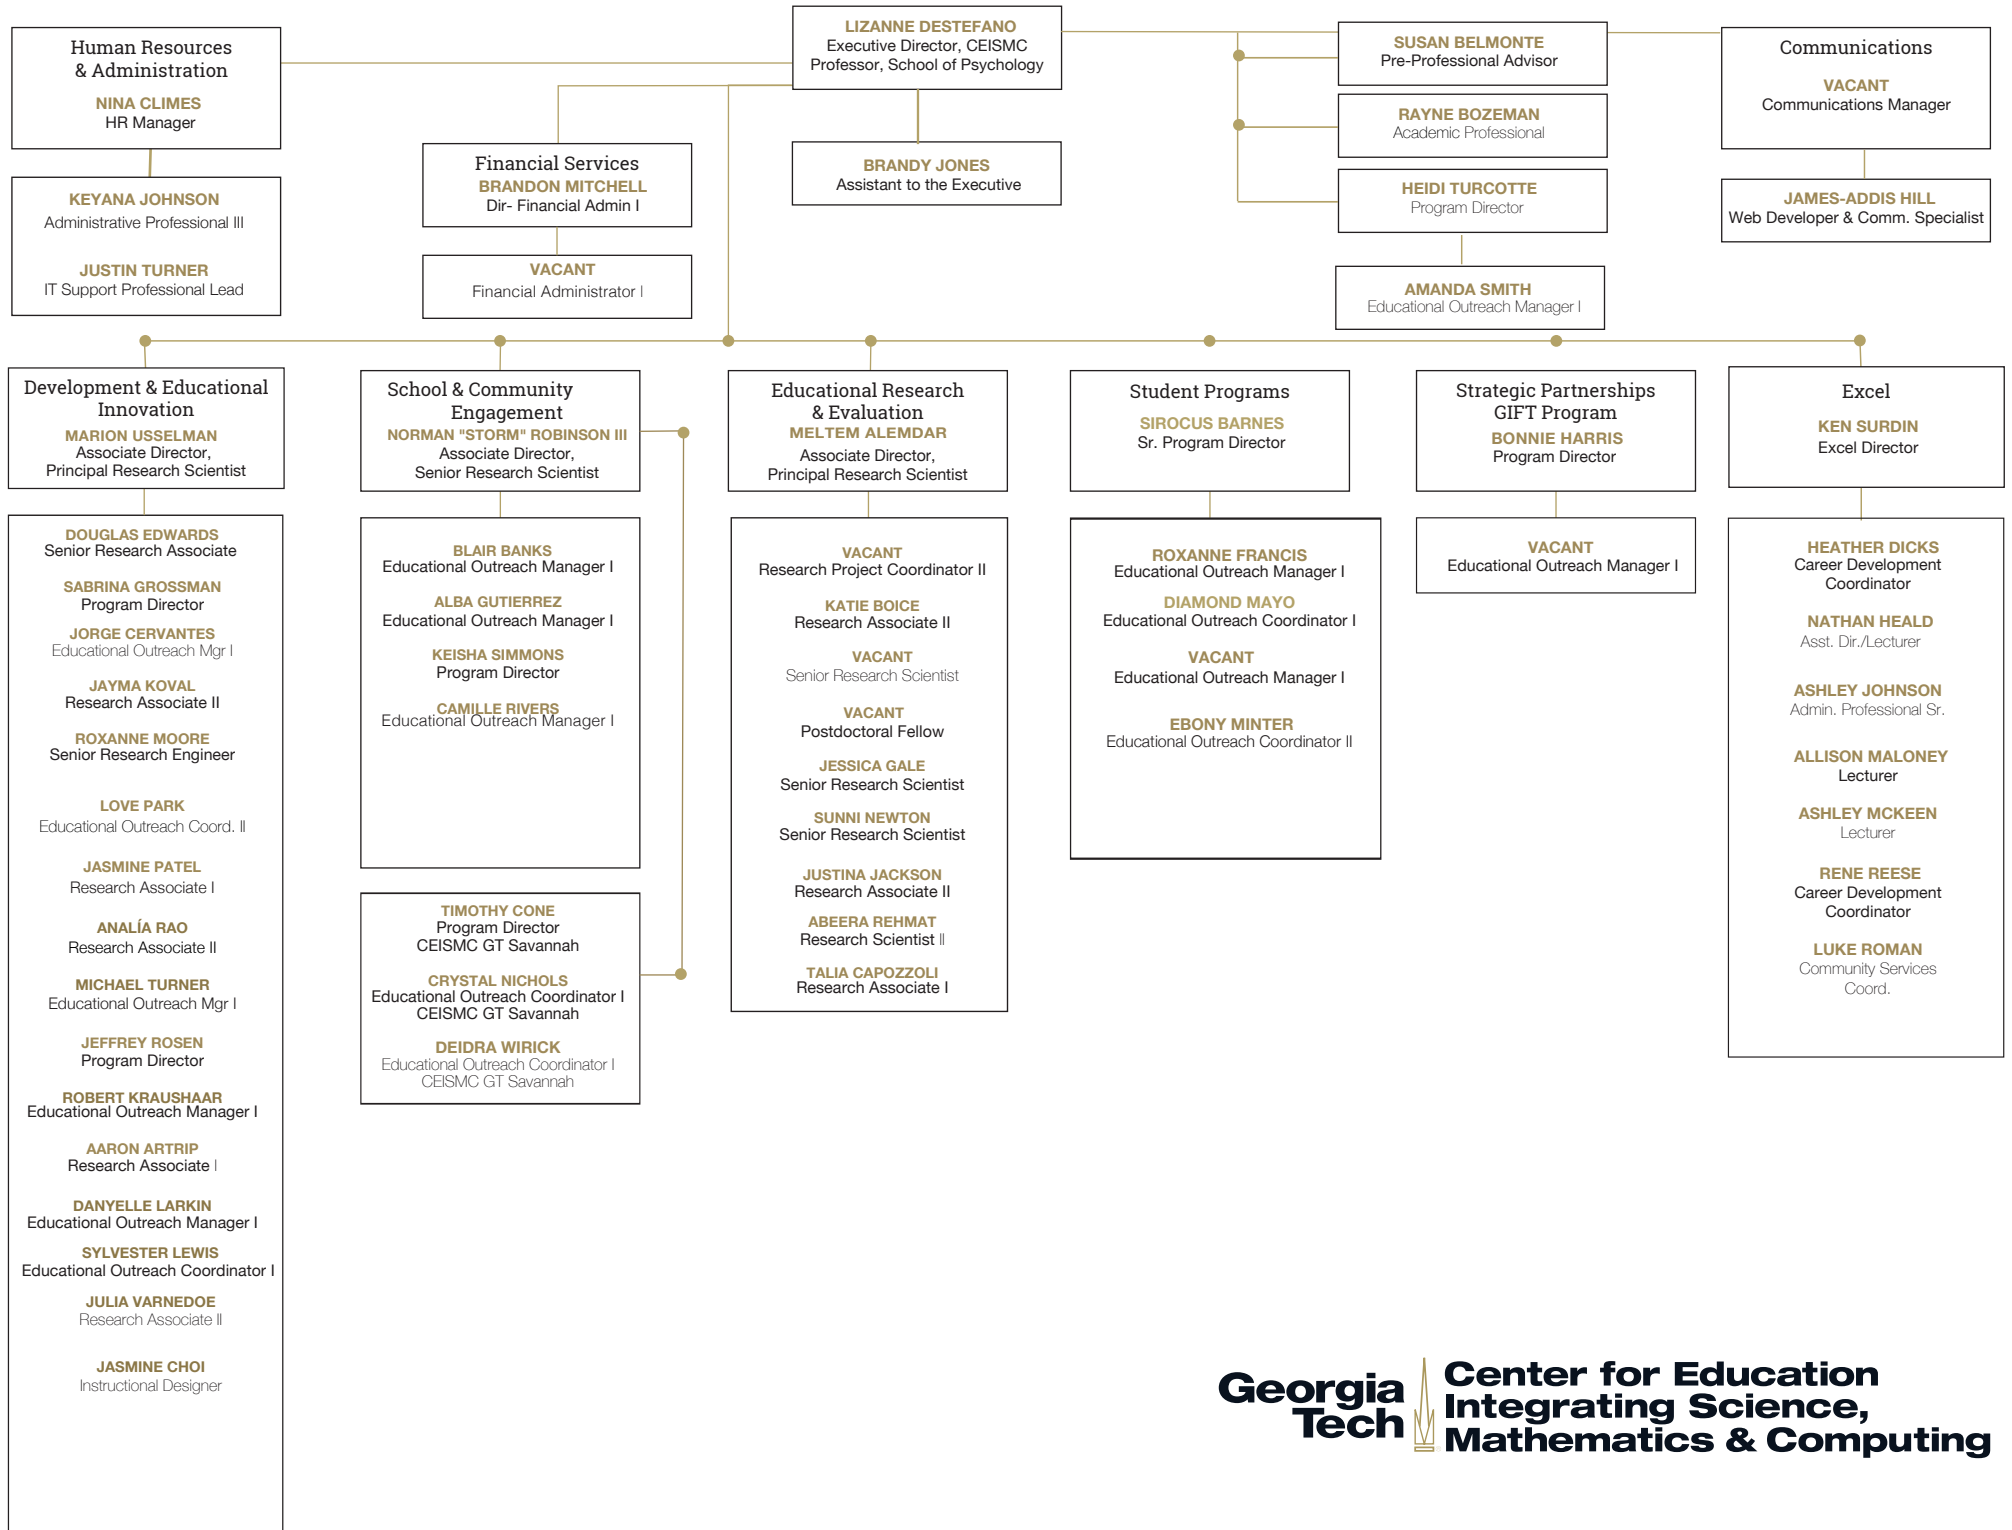 LIZANNE DESTEFANO
Executive Director, CEISMC
Professor, School of Psychology
Human Resources
& Administration
NINA CLIMES
HR Manager
KEYANA JOHNSON
Administrative Professional III
JUSTIN TURNER
IT Support Professional Lead
Financial Services
BRANDON MITCHELL
Dir- Financial Admin I
VACANT
Financial Administrator I
BRANDY JONES
Assistant to the Executive
SUSAN BELMONTE
Pre-Professional Advisor
RAYNE BOZEMAN
Academic Professional
HEIDI TURCOTTE
Program Director
AMANDA SMITH
Educational Outreach Manager I
Communications
VACANT
Communications Manager
JAMES-ADDIS HILL
Web Developer & Comm. Specialist
Development & Educational
Innovation
MARION USSELMAN
Associate Director,
Principal Research Scientist
DOUGLAS EDWARDS
Senior Research Associate
SABRINA GROSSMAN
Program Director
JORGE CERVANTES
Educational Outreach Mgr I
JAYMA KOVAL
Research Associate II
ROXANNE MOORE
Senior Research Engineer
LOVE PARK
Educational Outreach Coord. II
JASMINE PATEL
Research Associate I
ANALÍA RAO
Research Associate II
MICHAEL TURNER
Educational Outreach Mgr I
JEFFREY ROSEN
Program Director
ROBERT KRAUSHAAR
Educational Outreach Manager I
AARON ARTRIP
Research Associate I
DANYELLE LARKIN
Educational Outreach Manager I
SYLVESTER LEWIS
Educational Outreach Coordinator I
JULIA VARNEDOE
Research Associate II
JASMINE CHOI
Instructional Designer
School & Community
Engagement
NORMAN "STORM" ROBINSON III
Associate Director,
Senior Research Scientist
BLAIR BANKS
Educational Outreach Manager I
ALBA GUTIERREZ
Educational Outreach Manager I
KEISHA SIMMONS
Program Director
CAMILLE RIVERS
Educational Outreach Manager I
TIMOTHY CONE
Program Director
CEISMC GT Savannah
CRYSTAL NICHOLS
Educational Outreach Coordinator I
CEISMC GT Savannah
DEIDRA WIRICK
Educational Outreach Coordinator I
CEISMC GT Savannah
Educational Research
& Evaluation
MELTEM ALEMDAR
Associate Director,
Principal Research Scientist
VACANT
Research Project Coordinator II
KATIE BOICE
Research Associate II
VACANT
Senior Research Scientist
VACANT
Postdoctoral Fellow
JESSICA GALE
Senior Research Scientist
SUNNI NEWTON
Senior Research Scientist
JUSTINA JACKSON
Research Associate II
ABEERA REHMAT
Research Scientist II
TALIA CAPOZZOLI
Research Associate I
Student Programs
SIROCUS BARNES
Sr. Program Director
ROXANNE FRANCIS
Educational Outreach Manager I
DIAMOND MAYO
Educational Outreach Coordinator I
VACANT
Educational Outreach Manager I
EBONY MINTER
Educational Outreach Coordinator II
Strategic Partnerships
GIFT Program
BONNIE HARRIS
Program Director
VACANT
Educational Outreach Manager I
Excel
KEN SURDIN
Excel Director
HEATHER DICKS
Career Development
Coordinator
NATHAN HEALD
Asst. Dir./Lecturer
ASHLEY JOHNSON
Admin. Professional Sr.
ALLISON MALONEY
Lecturer
ASHLEY MCKEEN
Lecturer
RENE REESE
Career Development
Coordinator
LUKE ROMAN
Community Services
Coord.
Georgia
Tech
Center for Education
Integrating Science,
Mathematics & Computing